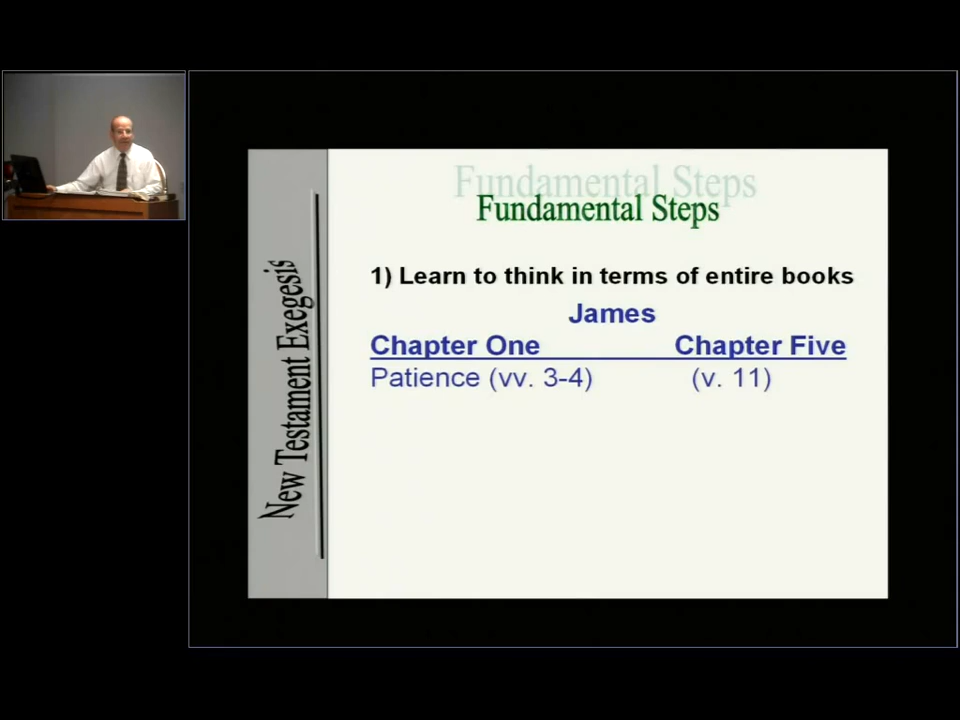 Fundamental Steps
Fundamental Steps
1) Learn to think in terms of entire books
James
Chapter One Chapter Five
Patience (vv. 3-4) (v. 11)
New Testament Exegesis